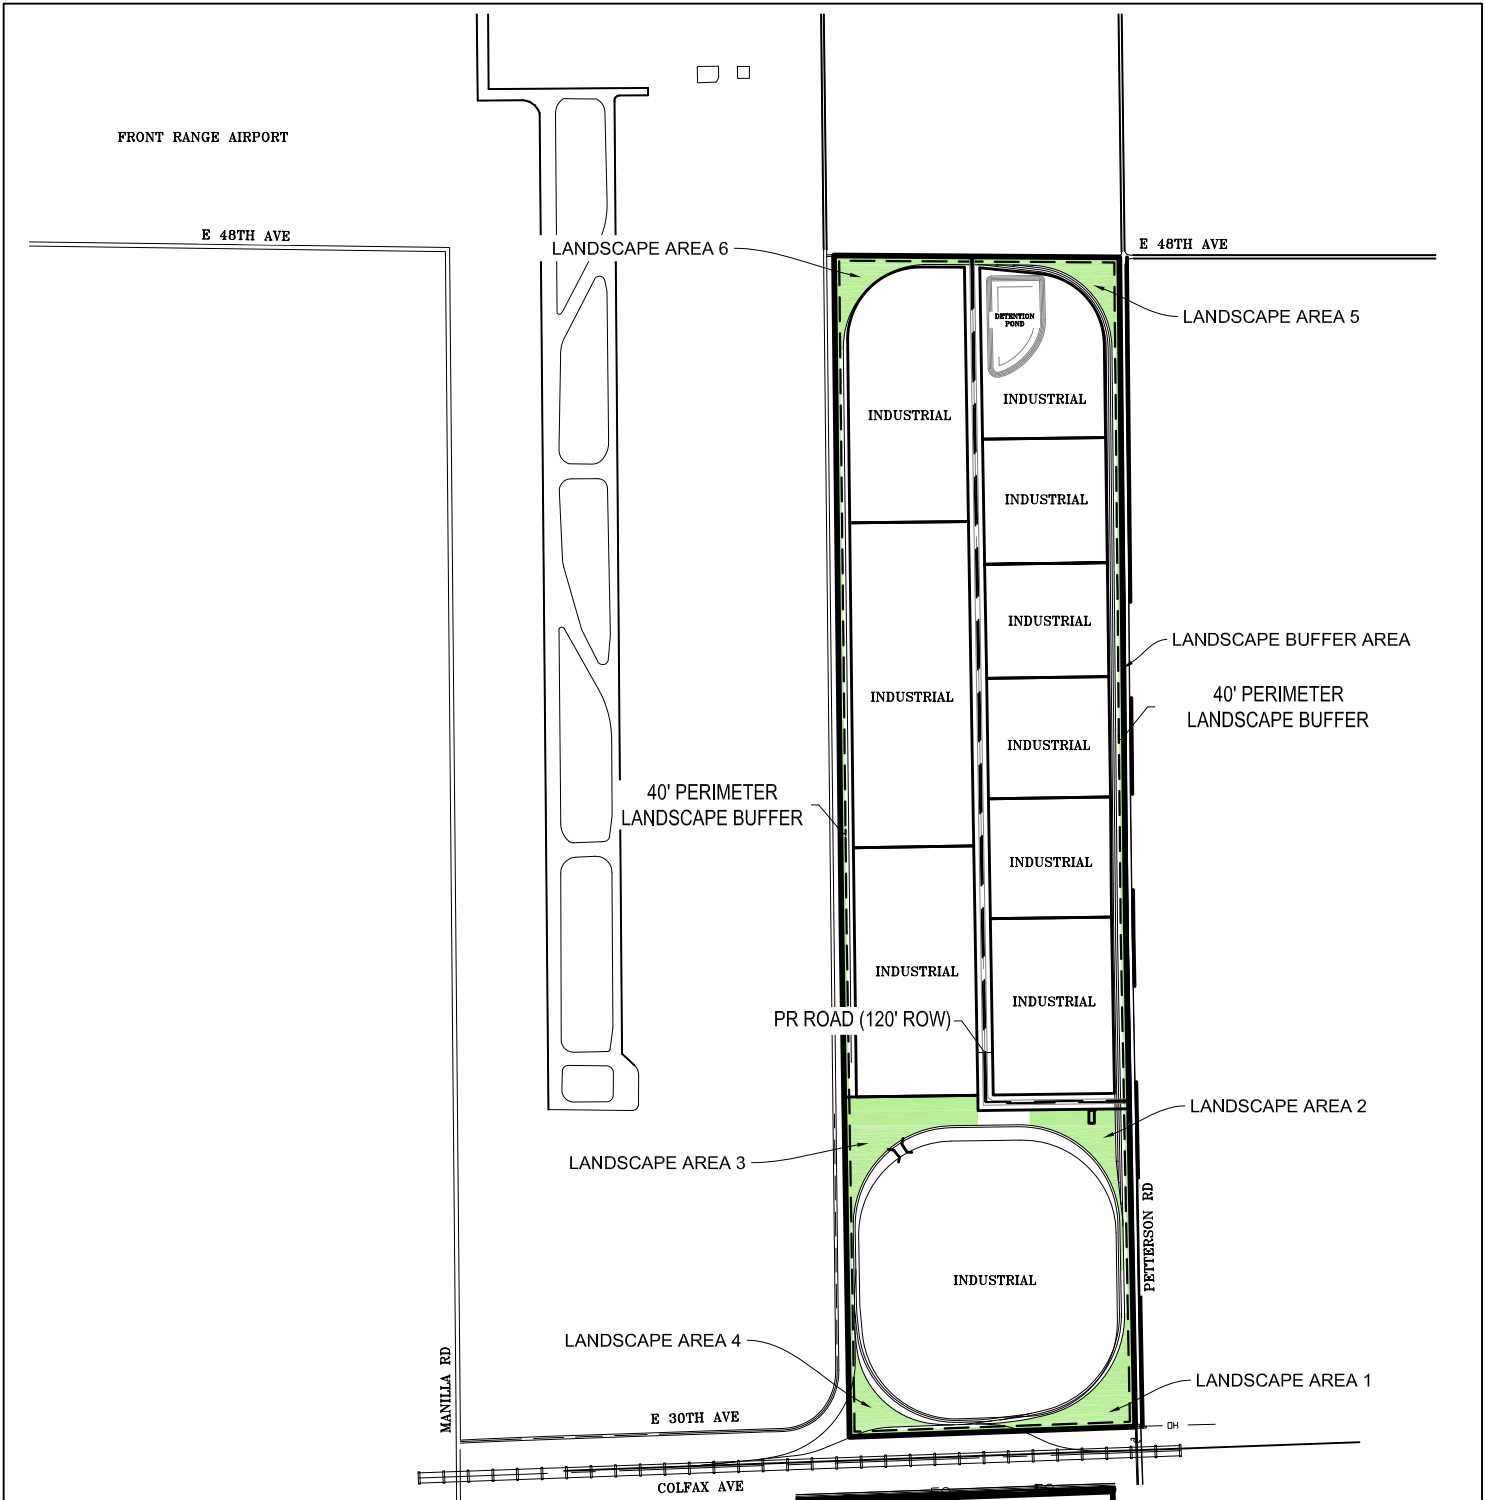 FRONT RANGE AIRPORT
E 48TH AVE
LANDSCAPE AREA 6
E 48TH AVE
DETENTION
POND
LANDSCAPE AREA 5
INDUSTRIAL
INDUSTRIAL
INDUSTRIAL
INDUSTRIAL
LANDSCAPE BUFFER AREA
40' PERIMETER
LANDSCAPE BUFFER
INDUSTRIAL
INDUSTRIAL
40' PERIMETER
LANDSCAPE BUFFER
INDUSTRIAL
INDUSTRIAL
INDUSTRIAL
PR ROAD (120' ROW)
LANDSCAPE AREA 2
LANDSCAPE AREA 3
PETTERSON RD
INDUSTRIAL
LANDSCAPE AREA 4
MANILLA RD
LANDSCAPE AREA 1
E 30TH AVE
OH
COLFAX AVE